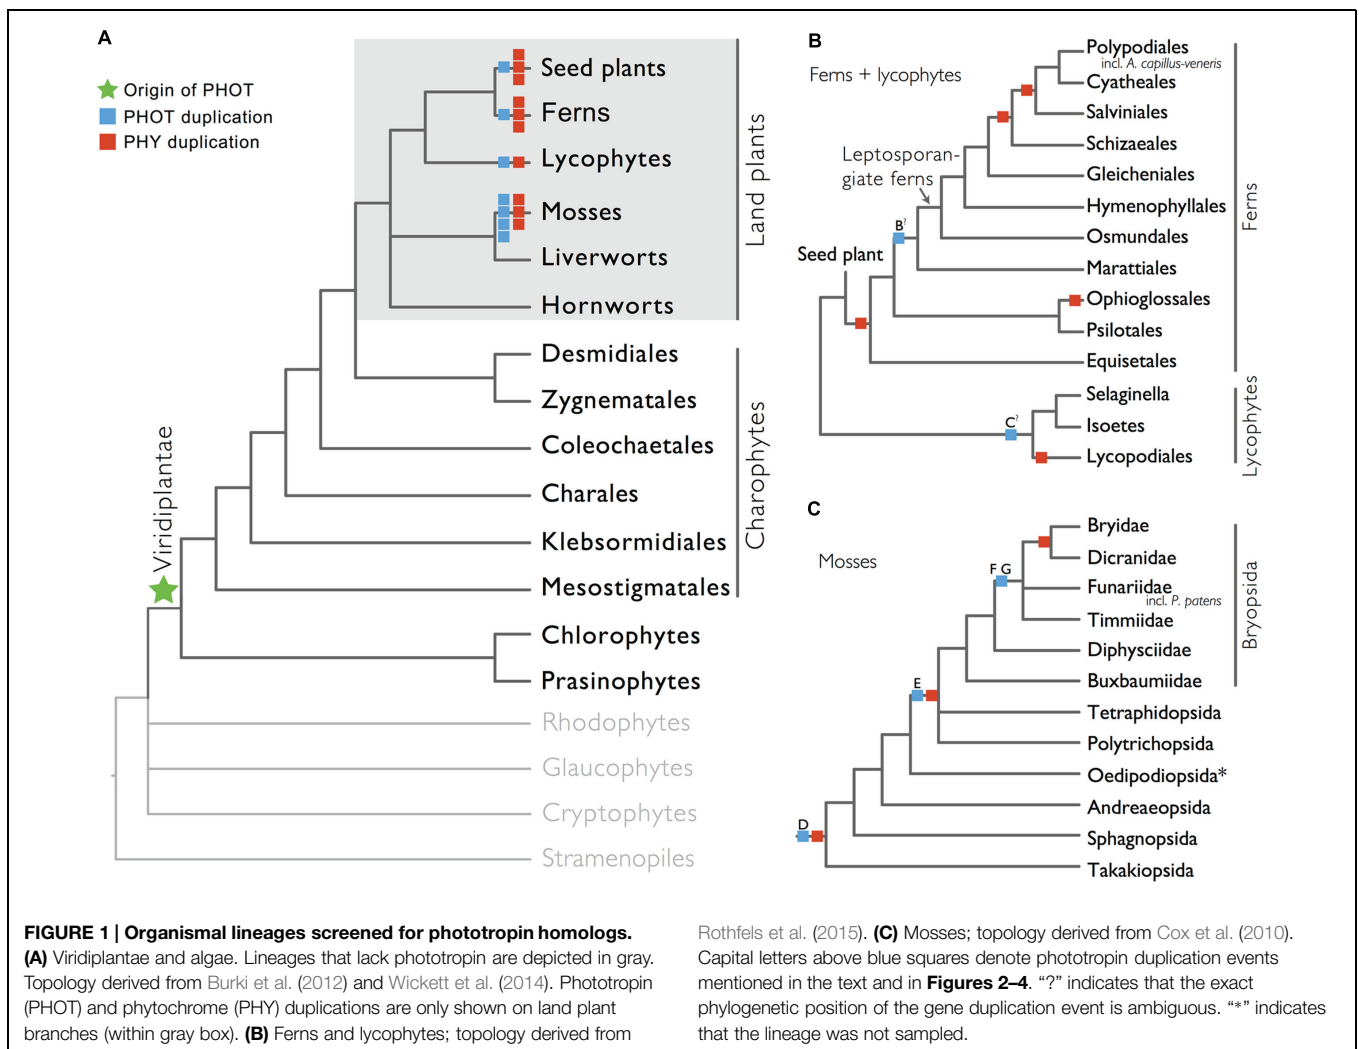 A
Origin of PHOT
PHOT duplication
PHY duplication
Seed plants
Ferns
Lycophytes
Mosses
Liverworts
Hornworts
Land plants
Desmidiales
Zygnematales
Coleochaetales
Charales
Klebsormidiales
Mesostigmatales
Charophytes
Viridiplantae
Chlorophytes
Prasinophytes
Rhodophytes
Glaucophytes
Cryptophytes
Stramenopiles
B
Ferns + lycophytes
Polypodiales
incl. A. capillus-veneris
Cyatheales
Salviniales
Schizaeales
Leptosporan-
giate ferns
Gleicheniales
Hymenophyllales
B?
Osmundales
Seed plant
Marattiales
Ophioglossales
Psilotales
Equisetales
Ferns
Selaginella
C?
Isoetes
Lycopodiales
Lycophytes
C
Mosses
Bryidae
Dicranidae
F G
Funariidae
incl. P. patens
Timmiidae
Diphysciidae
Buxbaumiidae
Bryopsida
E
Tetraphidopsida
Polytrichopsida
Oedipodiopsida*
Andreaeopsida
D
Sphagnopsida
Takakiopsida
FIGURE 1 | Organismal lineages screened for phototropin homologs.
(A) Viridiplantae and algae. Lineages that lack phototropin are depicted in gray.
Topology derived from Burki et al. (2012) and Wickett et al. (2014). Phototropin
(PHOT) and phytochrome (PHY) duplications are only shown on land plant
branches (within gray box). (B) Ferns and lycophytes; topology derived from
Rothfels et al. (2015). (C) Mosses; topology derived from Cox et al. (2010).
Capital letters above blue squares denote phototropin duplication events
mentioned in the text and in Figures 2–4. “?” indicates that the exact
phylogenetic position of the gene duplication event is ambiguous. “*” indicates
that the lineage was not sampled.